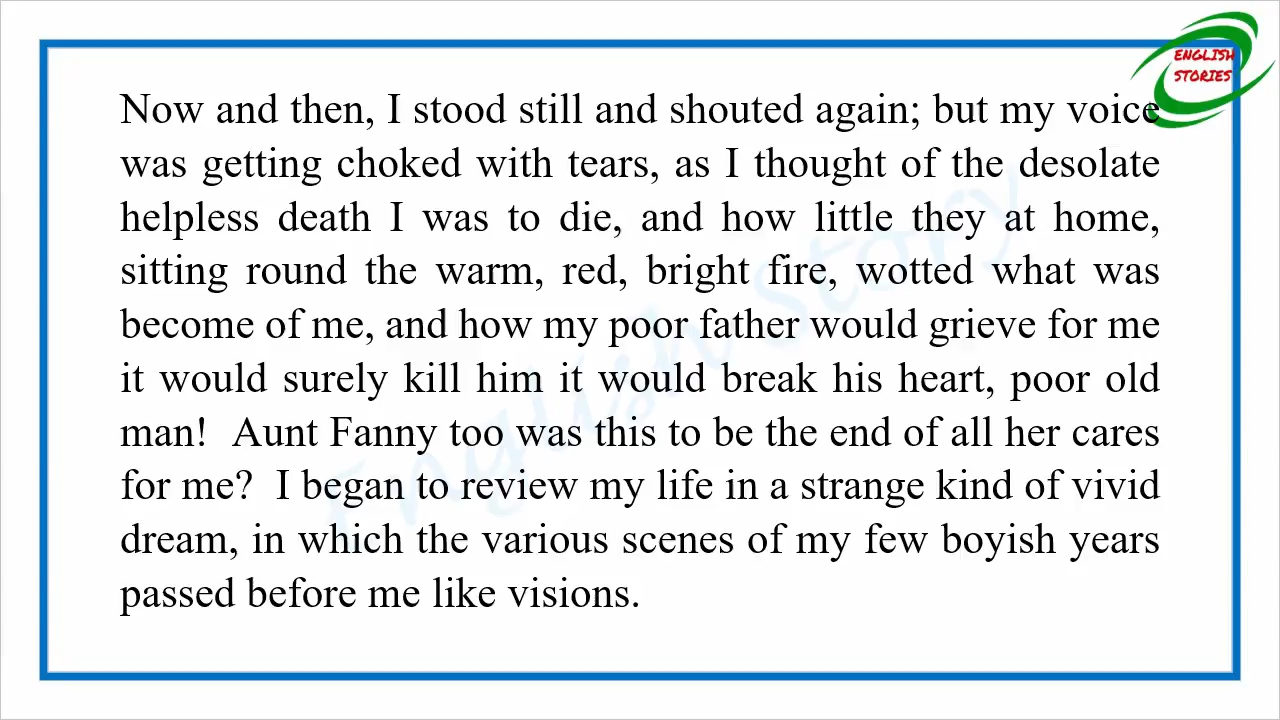 ENGLISH
STORIES
Now and then, I stood still and shouted again; but my voice
was getting choked with tears, as I thought of the desolate
helpless death I was to die, and how little they at home,
sitting round the warm, red, bright fire, wotted what was
become of me, and how my poor father would grieve for me
it would surely kill him it would break his heart, poor old
man!  Aunt Fanny too was this to be the end of all her cares
for me?  I began to review my life in a strange kind of vivid
dream, in which the various scenes of my few boyish years
passed before me like visions.
English Story